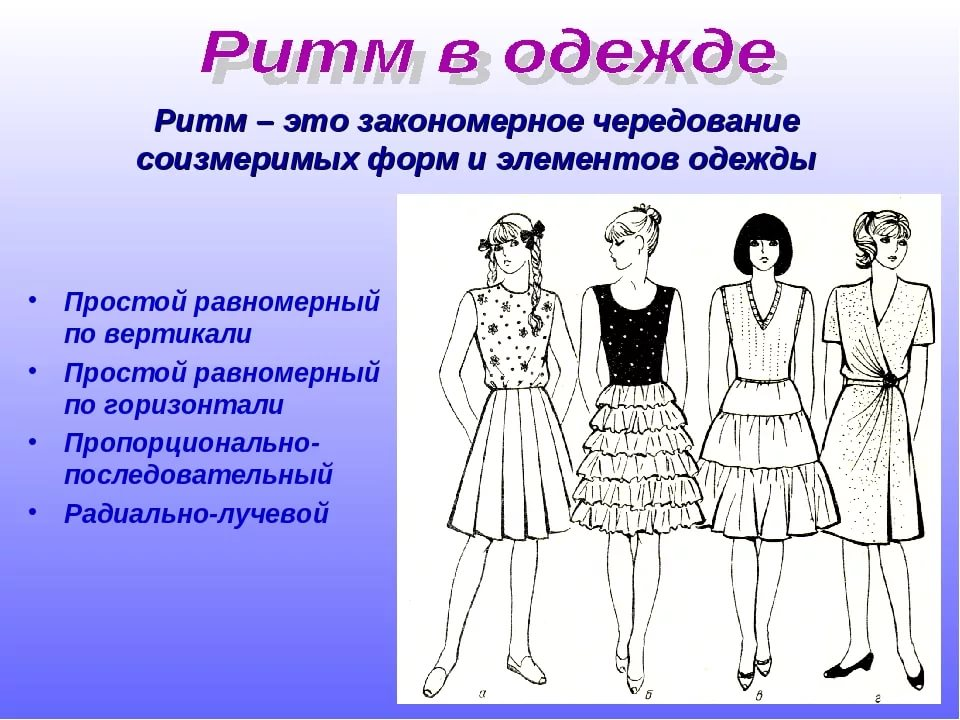 Ритм в одежде
Ритм – это закономерное чередование
соизмеримых форм и элементов одежды
• Простой равномерный
по вертикали
• Простой равномерный
по горизонтали
• Пропорционально-
последовательный
• Радиально-лучевой
а б в г